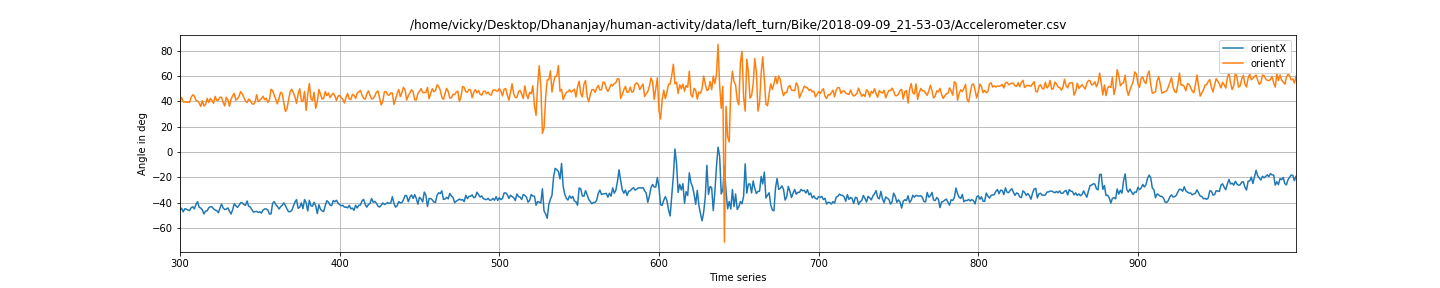 /home/vicky/Desktop/Dhananjay/human-activity/data/left_turn/Bike/2018-09-09_21-53-03/Accelerometer.csv
orientX
orientY
Angle in deg
80
60
40
20
0
−20
−40
−60
300 400 500 600 700 800 900
Time series